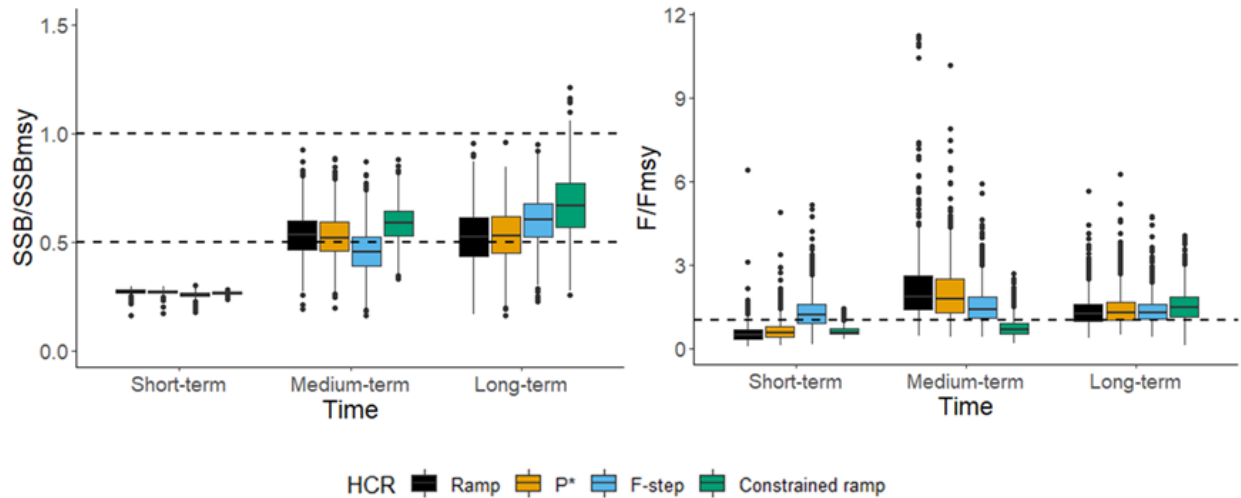 SSB/SSBmsy
1.5
1.0
0.5
0.0
Short-term Medium-term Long-term
Time
F/Fmsy
12
9
6
3
0
Short-term Medium-term Long-term
Time
HCR Ramp P* F-step Constrained ramp